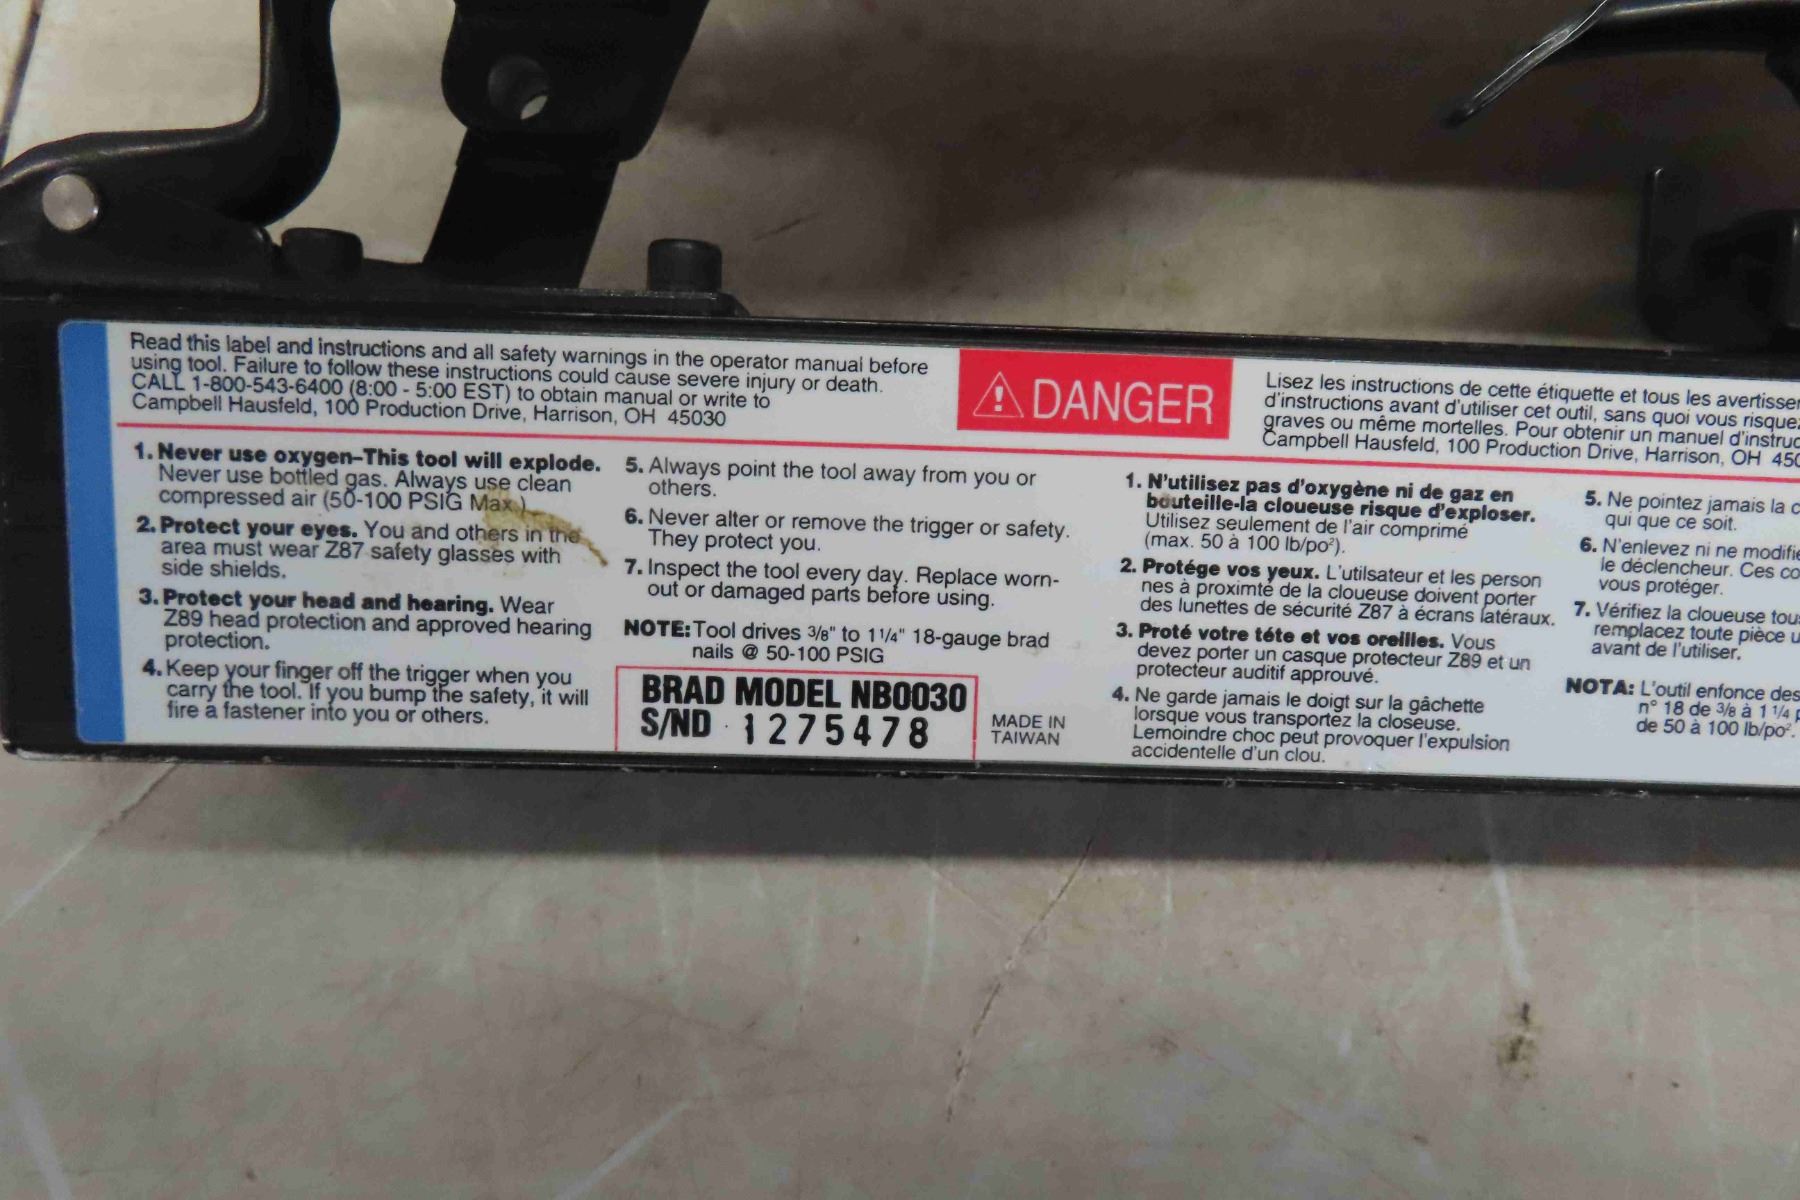 Read this label and instructions and all safety warnings in the operator manual before
using tool. Failure to follow these instructions could cause severe injury or death.
CALL 1-800-543-6400 (8:00 - 5:00 EST) to obtain manual or write to
Campbell Hausfeld, 100 Production Drive, Harrison, OH 45030
1. Never use oxygen–This tool will explode.
Never use bottled gas. Always use clean
compressed air (50-100 PSIG Max.)
2. Protect your eyes. You and others in the
area must wear Z87 safety glasses with
side shields.
3. Protect your head and hearing. Wear
Z89 head protection and approved hearing
protection.
4. Keep your finger off the trigger when you
carry the tool. If you bump the safety, it will
fire a fastener into you or others.
5. Always point the tool away from you or
others.
6. Never alter or remove the trigger or safety.
They protect you.
7. Inspect the tool every day. Replace worn-
out or damaged parts before using.
NOTE: Tool drives 3/8" to 1 1/4" 18-gauge brad
nails @ 50-100 PSIG
BRAD MODEL NB0030
S/ND 1275478
MADE IN
TAIWAN
DANGER
Lisez les instructions de cette étiquette et tous les
d'instructions avant d'utiliser cet outil, sans quoi vous
graves ou même mortelles. Pour obtenir un manuel
Campbell Hausfeld, 100 Production Drive, Harrison, OH
1. N'utilisez pas d'oxygène ni de gaz en
bouteille-la cloueuse risque d'exploser.
Utilisez seulement de l'air comprimé
(max. 50 à 100 lb/po²).
2. Protége vos yeux. L'utilsateur et les person
nes à proximité de la cloueuse doivent porter
des lunettes de sécurité Z87 à écrans latéraux.
3. Proté votre téte et vos oreilles. Vous
devez porter un casque protecteur Z89 et un
protecteur auditif approuvé.
4. Ne garde jamais le doigt sur la gâchette
lorsque vous transportez la closeuse.
Lemoindre choc peut provoquer l'expulsion
accidentelle d'un clou.
5. Ne pointez jamais la
qui que ce soit.
6. N'enlevez ni ne
le déclencheur. Ces
vous protéger.
7. Vérifiez la cloueuse
remplacez toute pièce
avant de l'utiliser.
NOTA: L'outil enfonce des
n° 18 de 3/8 à 1 1/4
de 50 à 100 lb/po².